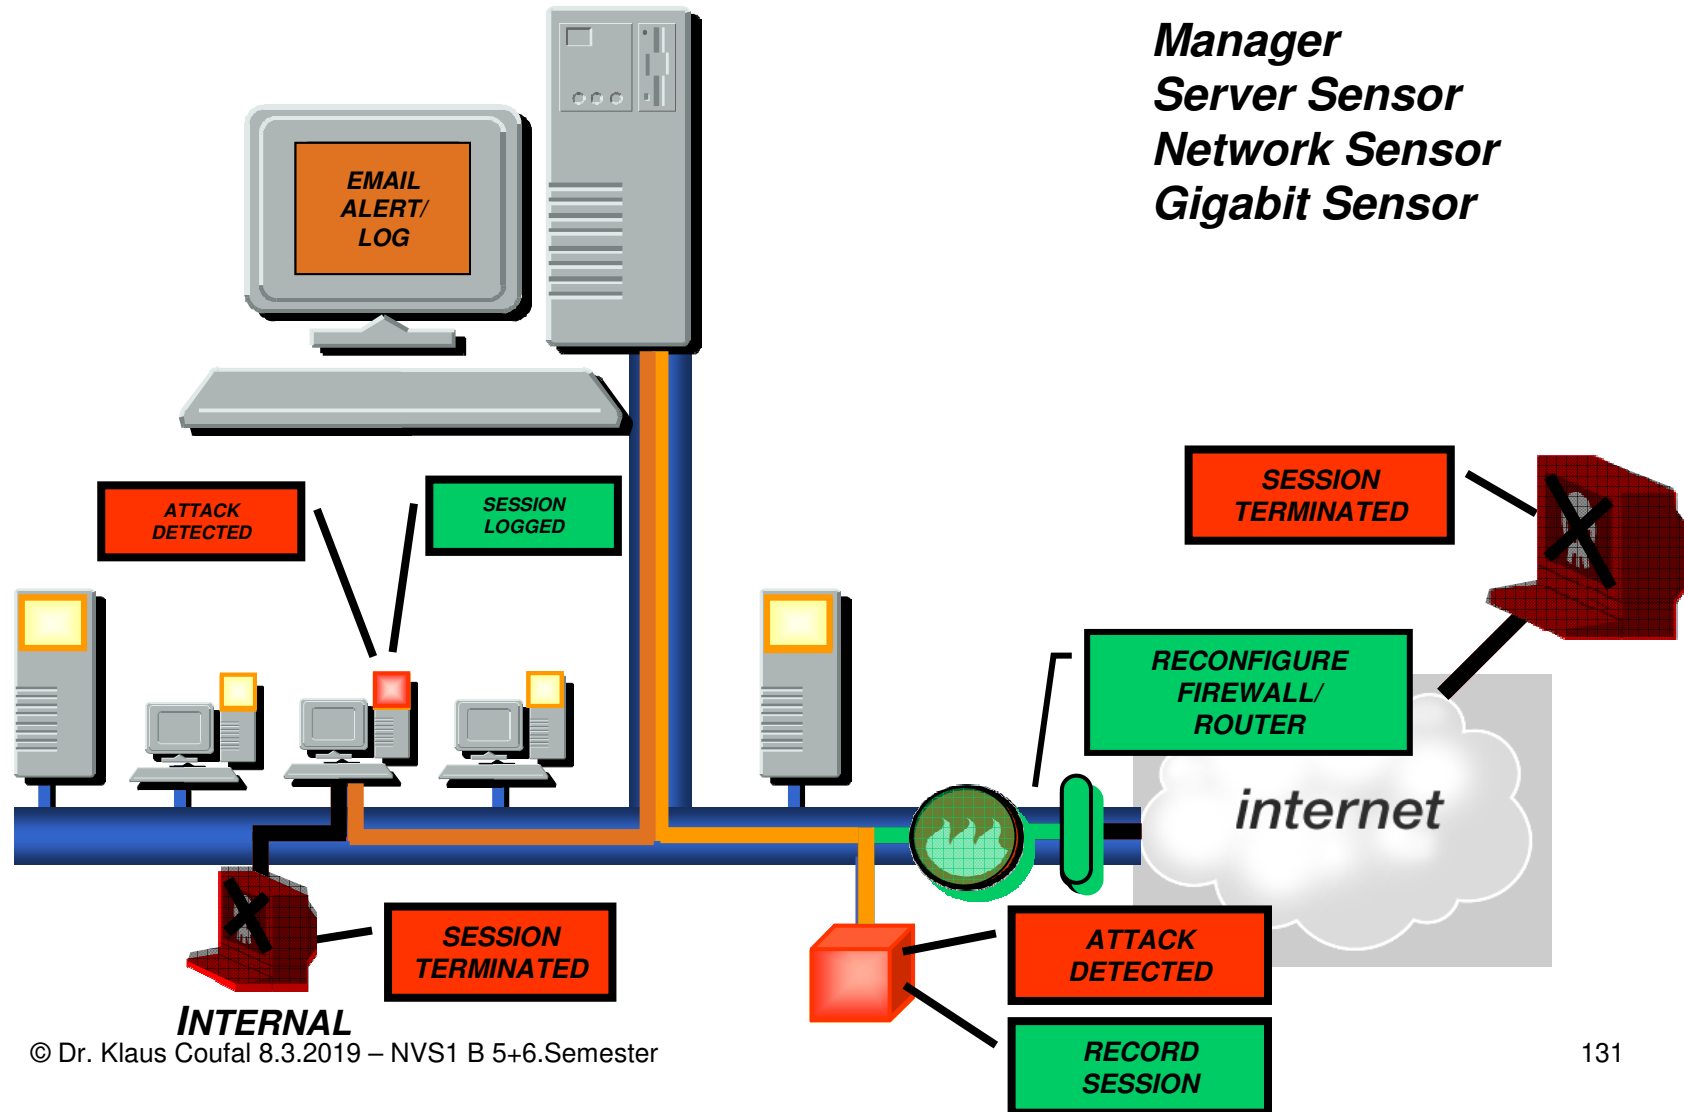 Manager
Server Sensor
Network Sensor
Gigabit Sensor
EMAIL
ALERT/
LOG
ATTACK
DETECTED
SESSION
LOGGED
SESSION
TERMINATED
RECONFIGURE
FIREWALL/
ROUTER
internet
SESSION
TERMINATED
ATTACK
DETECTED
INTERNAL
RECORD
SESSION
© Dr. Klaus Coufal 8.3.2019 – NVS1 B 5+6.Semester
131